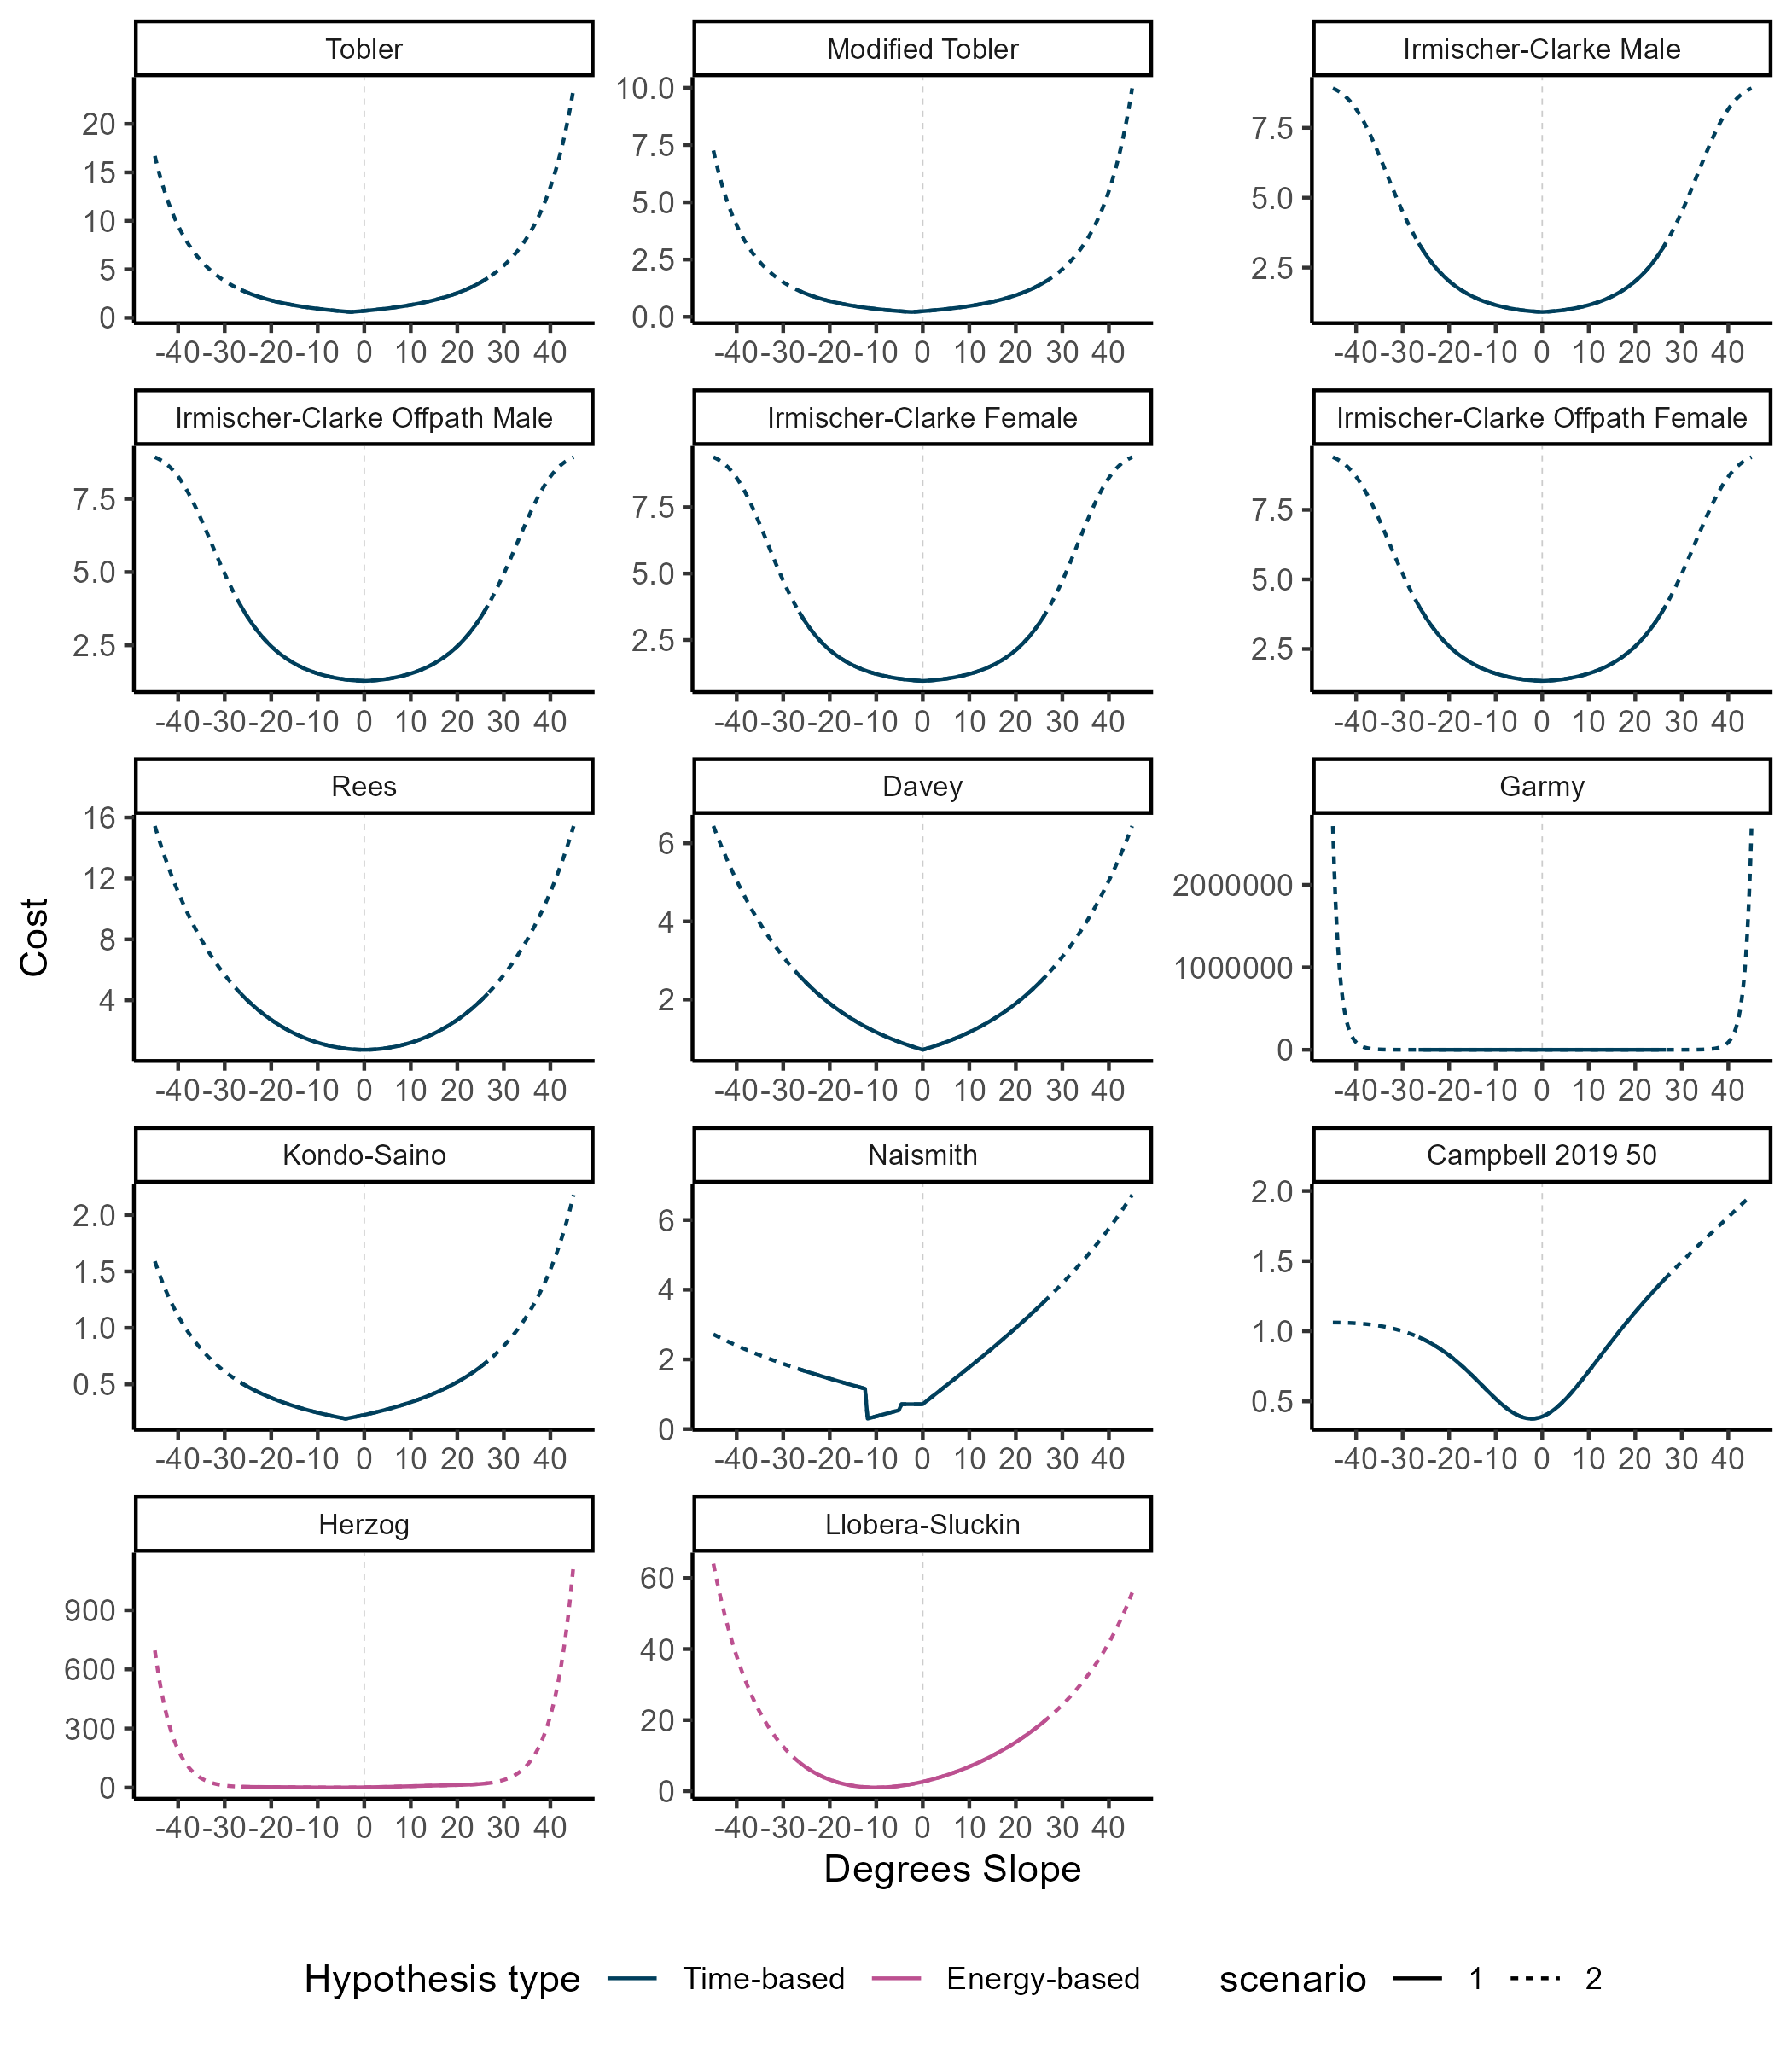 Tobler
Modified Tobler
Irmischer-Clarke Male
20
15
10
5
0
10.0
7.5
5.0
2.5
0.0
7.5
5.0
2.5
-40 -30 -20 -10 0 10 20 30 40
-40 -30 -20 -10 0 10 20 30 40
-40 -30 -20 -10 0 10 20 30 40
Irmischer-Clarke Offpath Male
Irmischer-Clarke Female
Irmischer-Clarke Offpath Female
7.5
5.0
2.5
7.5
5.0
2.5
7.5
5.0
2.5
-40 -30 -20 -10 0 10 20 30 40
-40 -30 -20 -10 0 10 20 30 40
-40 -30 -20 -10 0 10 20 30 40
Rees
Davey
Garmy
16
12
8
4
6
4
2
2000000
1000000
0
-40 -30 -20 -10 0 10 20 30 40
-40 -30 -20 -10 0 10 20 30 40
-40 -30 -20 -10 0 10 20 30 40
Cost
Kondo-Saino
Naismith
Campbell 2019 50
2.0
1.5
1.0
0.5
6
4
2
0
2.0
1.5
1.0
0.5
-40 -30 -20 -10 0 10 20 30 40
-40 -30 -20 -10 0 10 20 30 40
-40 -30 -20 -10 0 10 20 30 40
Herzog
Llobera-Sluckin
900
600
300
0
60
40
20
0
-40 -30 -20 -10 0 10 20 30 40
-40 -30 -20 -10 0 10 20 30 40
Degrees Slope
Hypothesis type Time-based Energy-based scenario 1 2